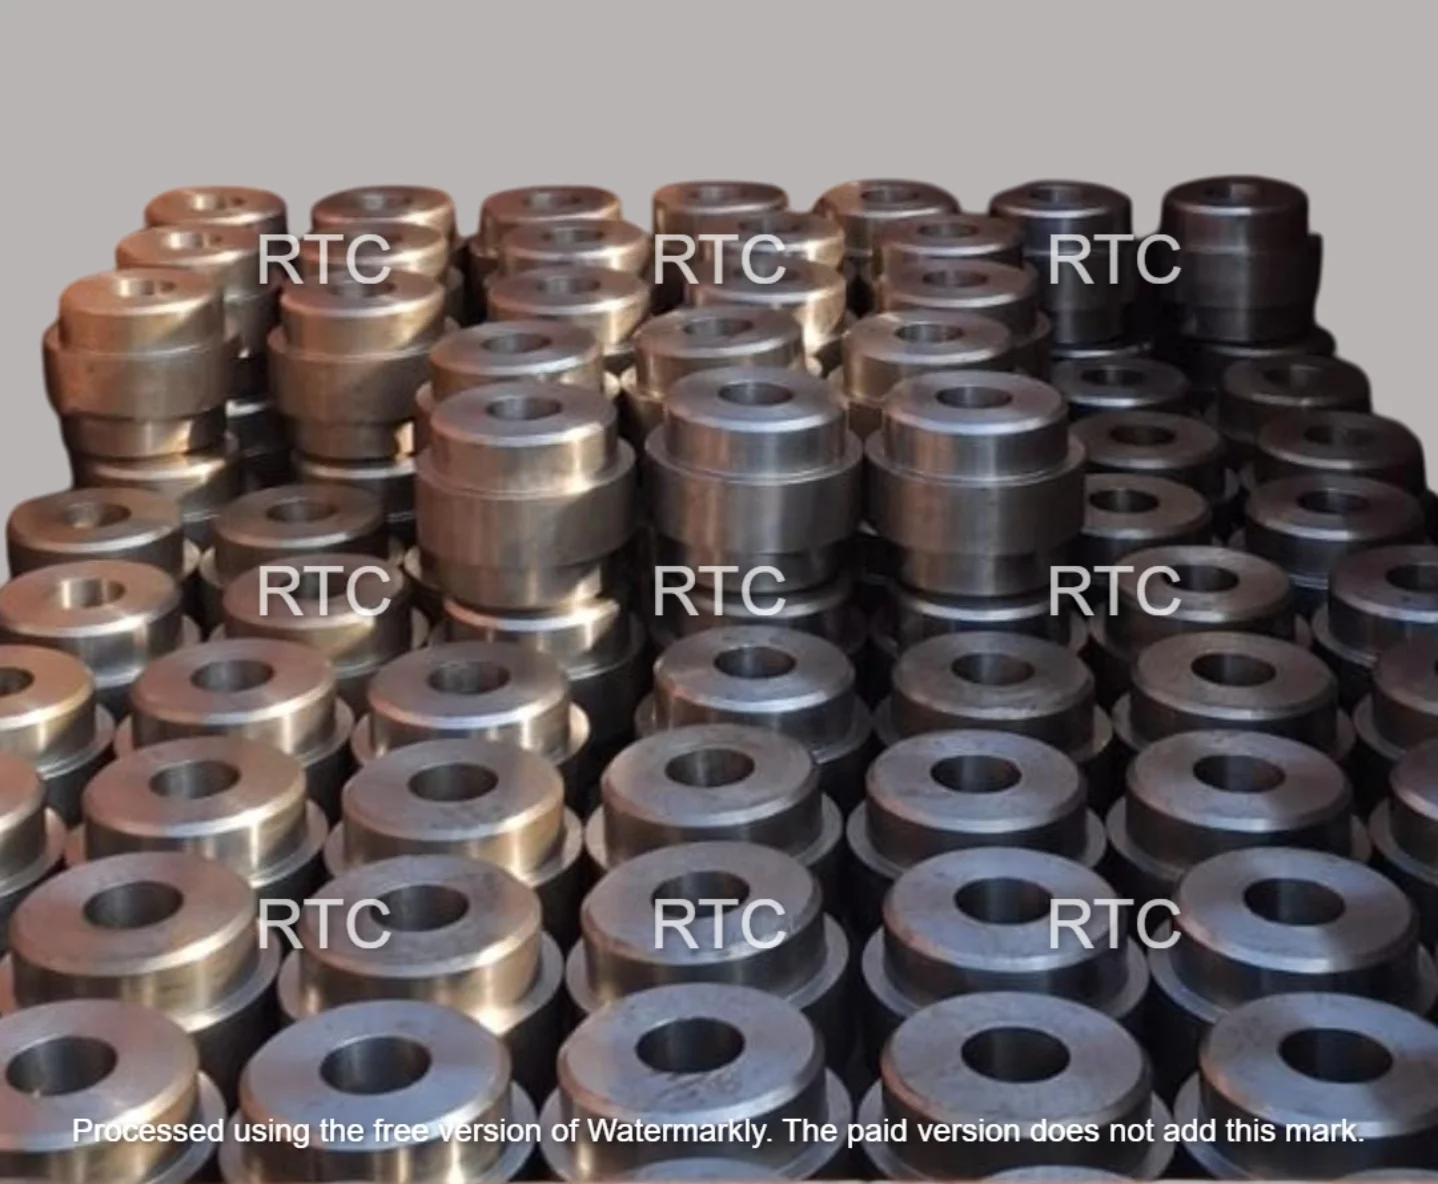 RTC RTC RTC
RTC RTC RTC
RTC RTC RTC
Processed using the free version of Watermarkly. The paid version does not add this mark.